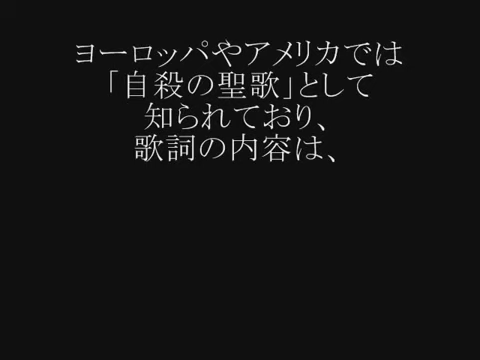 ヨーロッパやアメリカでは
「自殺の聖歌」として
知られており、
歌詞の内容は、